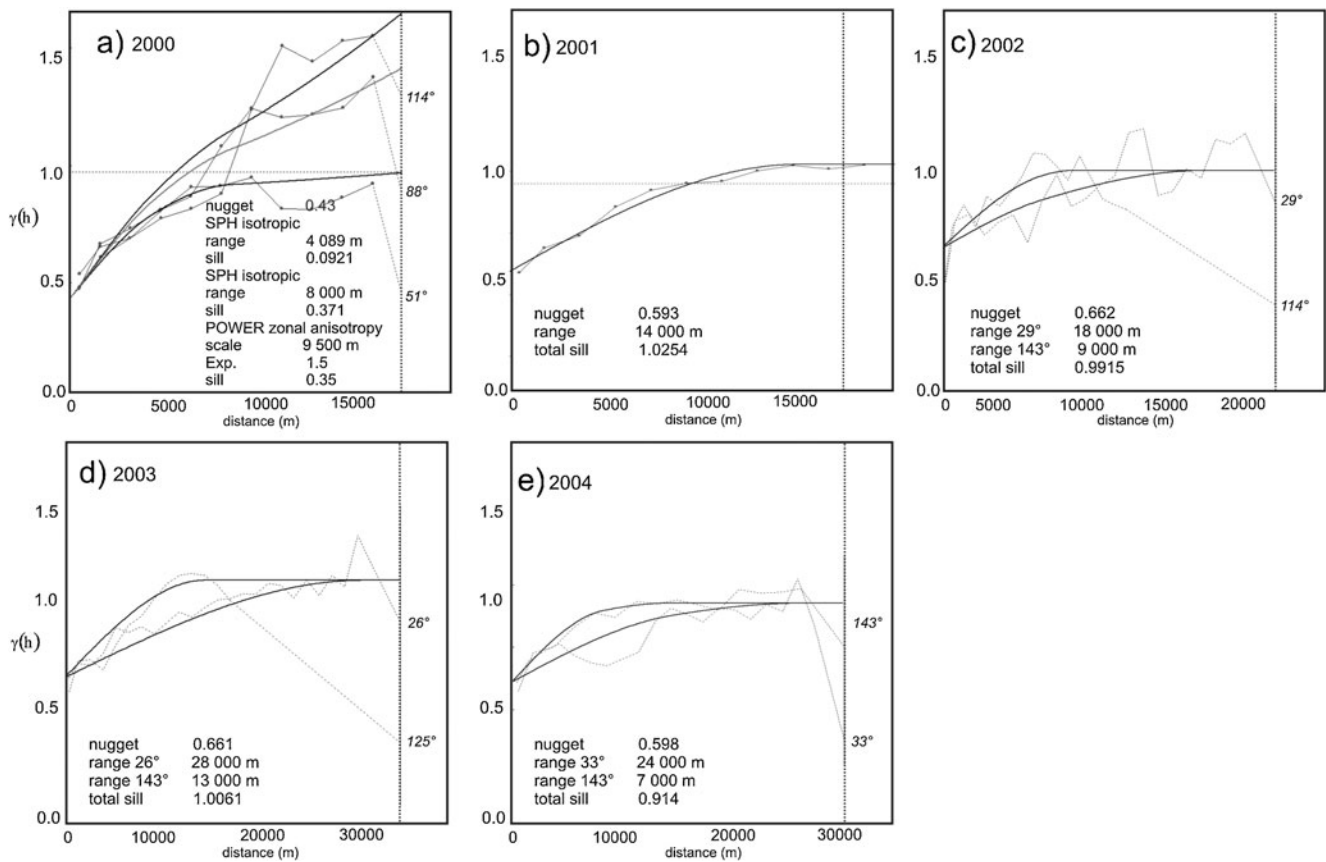 a) 2000
1.5
1.0
0.5
0.0
γ(h)
114°
88°
51°
nugget 0.43
SPH isotropic
range 4 089 m
sill 0.0921
SPH isotropic
range 8 000 m
sill 0.371
POWER zonal anisotropy
scale 9 500 m
Exp. 1.5
sill 0.35
0 5000 10000 15000
distance (m)
b) 2001
1.5
1.0
0.5
0.0
nugget 0.593
range 14 000 m
total sill 1.0254
0 5000 10000 15000
distance (m)
c) 2002
1.5
1.0
0.5
0.0
29°
114°
nugget 0.662
range 29° 18 000 m
range 143° 9 000 m
total sill 0.9915
0 5000 10000 15000 20000
distance (m)
d) 2003
1.5
1.0
0.5
0.0
γ(h)
26°
125°
nugget 0.661
range 26° 28 000 m
range 143° 13 000 m
total sill 1.0061
0 10000 20000 30000
distance (m)
e) 2004
1.5
1.0
0.5
0.0
143°
33°
nugget 0.598
range 33° 24 000 m
range 143° 7 000 m
total sill 0.914
0 10000 20000 30000
distance (m)